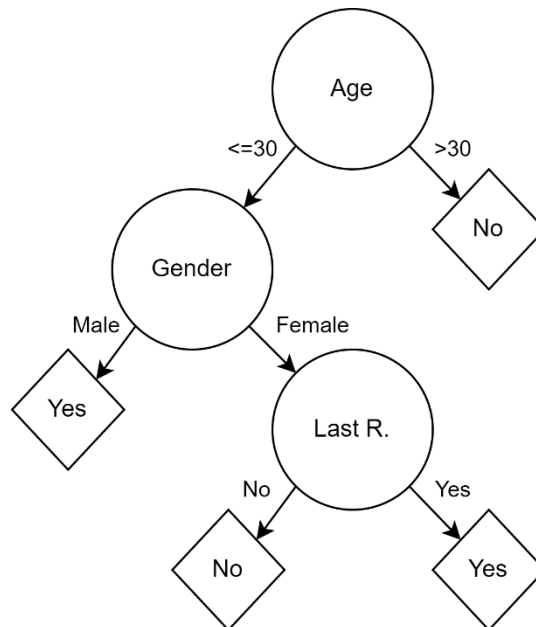 Age
<=30
>30
No
Gender
Male
Female
Yes
Last R.
No
Yes
No
Yes